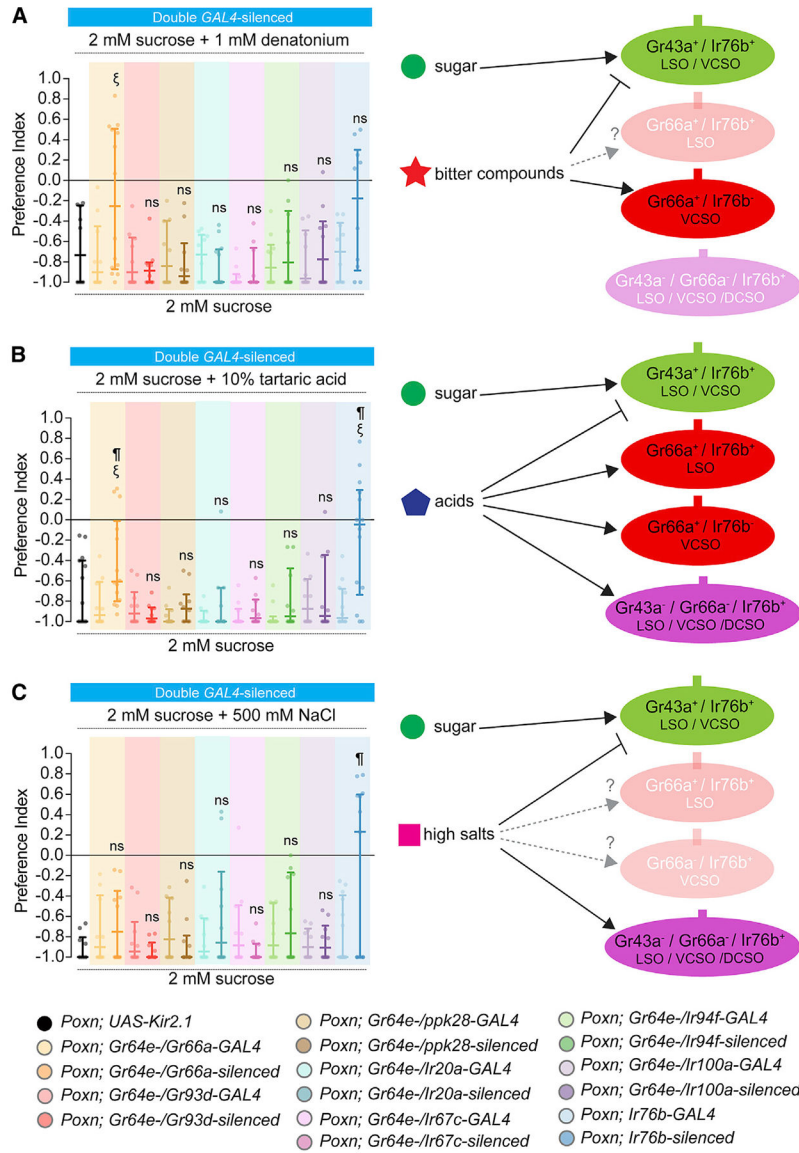 A
Double GAL4-silenced
2 mM sucrose + 1 mM denatonium
Preference Index
1.0
0.8
0.6
0.4
0.2
0.0
-0.2
-0.4
-0.6
-0.8
-1.0
ξ
ns
ns
ns
ns
ns
ns
ns
2 mM sucrose
sugar
bitter compounds
?
Gr43a+ / Ir76b+
LSO / VCSO
Gr66a+ / Ir76b+
LSO
Gr66a+ / Ir76b-
VCSO
Gr43a- / Gr66a- / Ir76b+
LSO / VCSO /DCSO
B
Double GAL4-silenced
2 mM sucrose + 10% tartaric acid
Preference Index
1.0
0.8
0.6
0.4
0.2
0.0
-0.2
-0.4
-0.6
-0.8
-1.0
¶
ξ
ns
ns
ns
ns
ns
ns
¶
ξ
2 mM sucrose
sugar
acids
Gr43a+ / Ir76b+
LSO / VCSO
Gr66a+ / Ir76b+
LSO
Gr66a+ / Ir76b-
VCSO
Gr43a- / Gr66a- / Ir76b+
LSO / VCSO /DCSO
C
Double GAL4-silenced
2 mM sucrose + 500 mM NaCl
Preference Index
1.0
0.8
0.6
0.4
0.2
0.0
-0.2
-0.4
-0.6
-0.8
-1.0
ns
ns
ns
ns
ns
ns
ns
¶
2 mM sucrose
sugar
high salts
?
?
Gr43a+ / Ir76b+
LSO / VCSO
Gr66a+ / Ir76b+
LSO
Gr66a- / Ir76b+
VCSO
Gr43a- / Gr66a- / Ir76b+
LSO / VCSO /DCSO
Poxn; UAS-Kir2.1
Poxn; Gr64e-/Gr66a-GAL4
Poxn; Gr64e-/Gr66a-silenced
Poxn; Gr64e-/Gr93d-GAL4
Poxn; Gr64e-/Gr93d-silenced
Poxn; Gr64e-/ppk28-GAL4
Poxn; Gr64e-/ppk28-silenced
Poxn; Gr64e-/Ir20a-GAL4
Poxn; Gr64e-/Ir20a-silenced
Poxn; Gr64e-/Ir67c-GAL4
Poxn; Gr64e-/Ir67c-silenced
Poxn; Gr64e-/Ir94f-GAL4
Poxn; Gr64e-/Ir94f-silenced
Poxn; Gr64e-/Ir100a-GAL4
Poxn; Gr64e-/Ir100a-silenced
Poxn; Ir76b-GAL4
Poxn; Ir76b-silenced